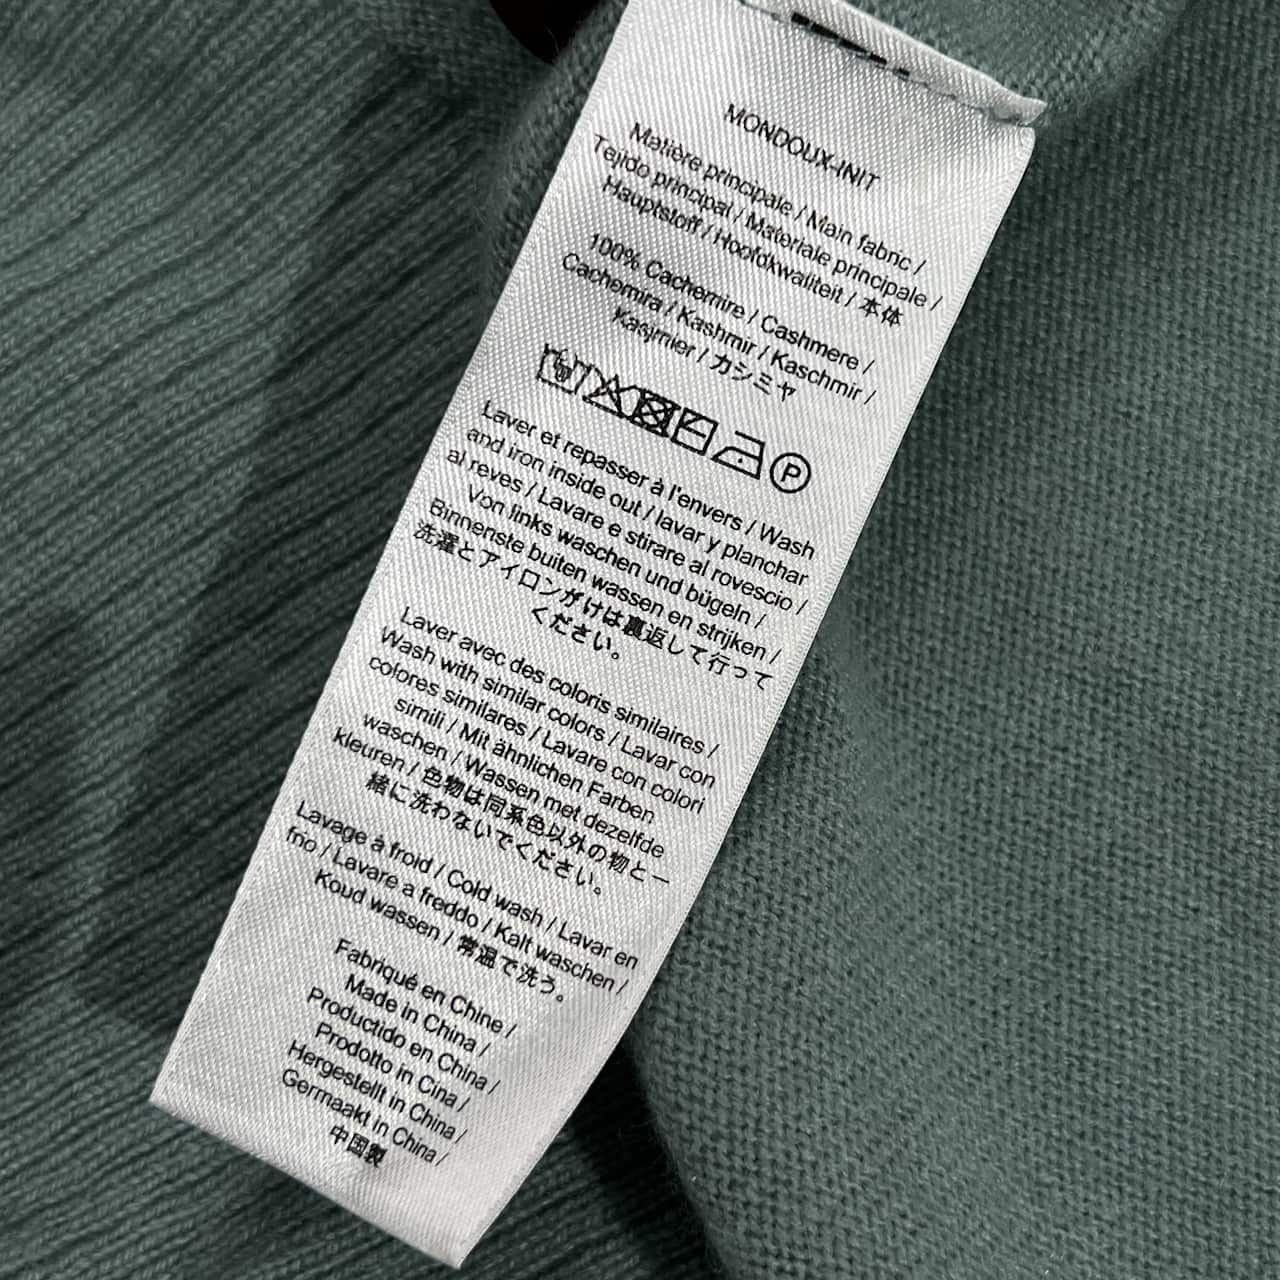 MONDOUX-INIT
Matière principale / Main fabric /
Tejido principal / Materiale principale /
Hauptstoff / Hoofdkwaliteit / 本体
100% Cachemire / Cashmere /
Cachemira / Kashmir / Kaschmir /
Kasjmier / カシミヤ
P
Laver et repasser à l'envers / Wash
and iron inside out / lavar y planchar
al reves / Lavare e stirare al rovescio /
Von links waschen und bügeln /
Binnenste buiten wassen en strijken /
洗濯とアイロンがけは裏返して行って
ください。
Laver avec des coloris similaires /
Wash with similar colors / Lavar con
colores similares / Lavare con colori
simili / Mit ähnlichen Farben
waschen / Wassen met dezelfde
kleuren / 色物は同系色以外の物と一
緒に洗わないでください。
Lavage à froid / Cold wash / Lavar en
frio / Lavare a freddo / Kalt waschen /
Koud wassen / 常温で洗う。
Fabriqué en Chine /
Made in China /
Productido en China /
Prodotto in Cina /
Hergestellt in China /
Germaakt in China /
中国製